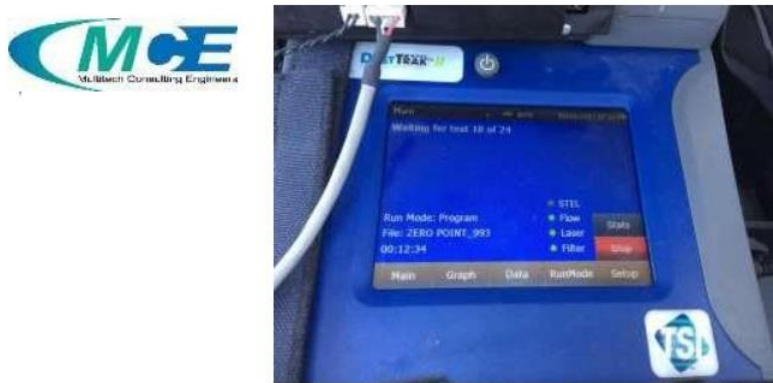 MCE
Multitech Consulting Engineers
DUSTTRAK II
Main
Waiting for test 18 of 24
STEL
Run Mode: Program
Flow
Stats
File: ZERO POINT_993
Laser
00:12:34
Filter
Stop
Main Graph Data RunMode Setup
TSI